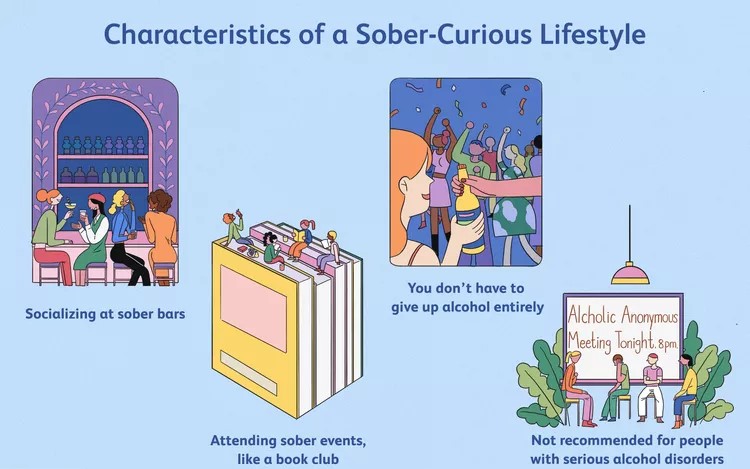 Characteristics of a Sober-Curious Lifestyle
Socializing at sober bars
Attending sober events,
like a book club
You don't have to
give up alcohol entirely
Alcholic Anonymous
Meeting Tonight. 8pm.
Not recommended for people
with serious alcohol disorders